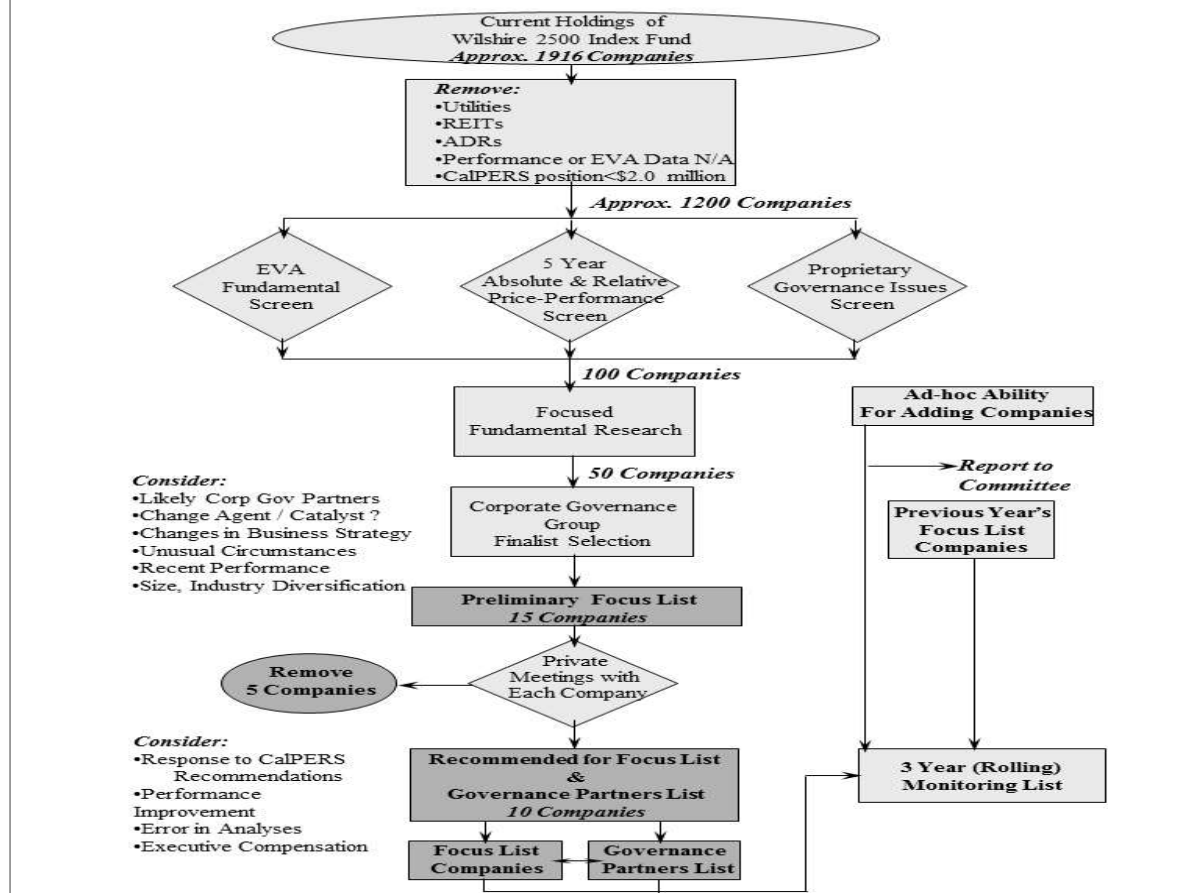 Current Holdings of
Wilshire 2500 Index Fund
Approx. 1916 Companies
Remove:
•Utilities
•REITs
•ADRs
•Performance or EVA Data N/A
•CalPERS position<$2.0 million
Approx. 1200 Companies
EVA
Fundamental
Screen
5 Year
Absolute & Relative
Price-Performance
Screen
Proprietary
Governance Issues
Screen
100 Companies
Focused
Fundamental Research
Ad-hoc Ability
For Adding Companies
50 Companies
Report to
Committee
Consider:
•Likely Corp Gov Partners
•Change Agent / Catalyst ?
•Changes in Business Strategy
•Unusual Circumstances
•Recent Performance
•Size, Industry Diversification
Corporate Governance
Group
Finalist Selection
Previous Year's
Focus List
Companies
Preliminary Focus List
15 Companies
Private
Meetings with
Each Company
Remove
5 Companies
Consider:
•Response to CalPERS
Recommendations
•Performance
Improvement
•Error in Analyses
•Executive Compensation
Recommended for Focus List
&
Governance Partners List
10 Companies
3 Year (Rolling)
Monitoring List
Focus List
Companies
Governance
Partners List